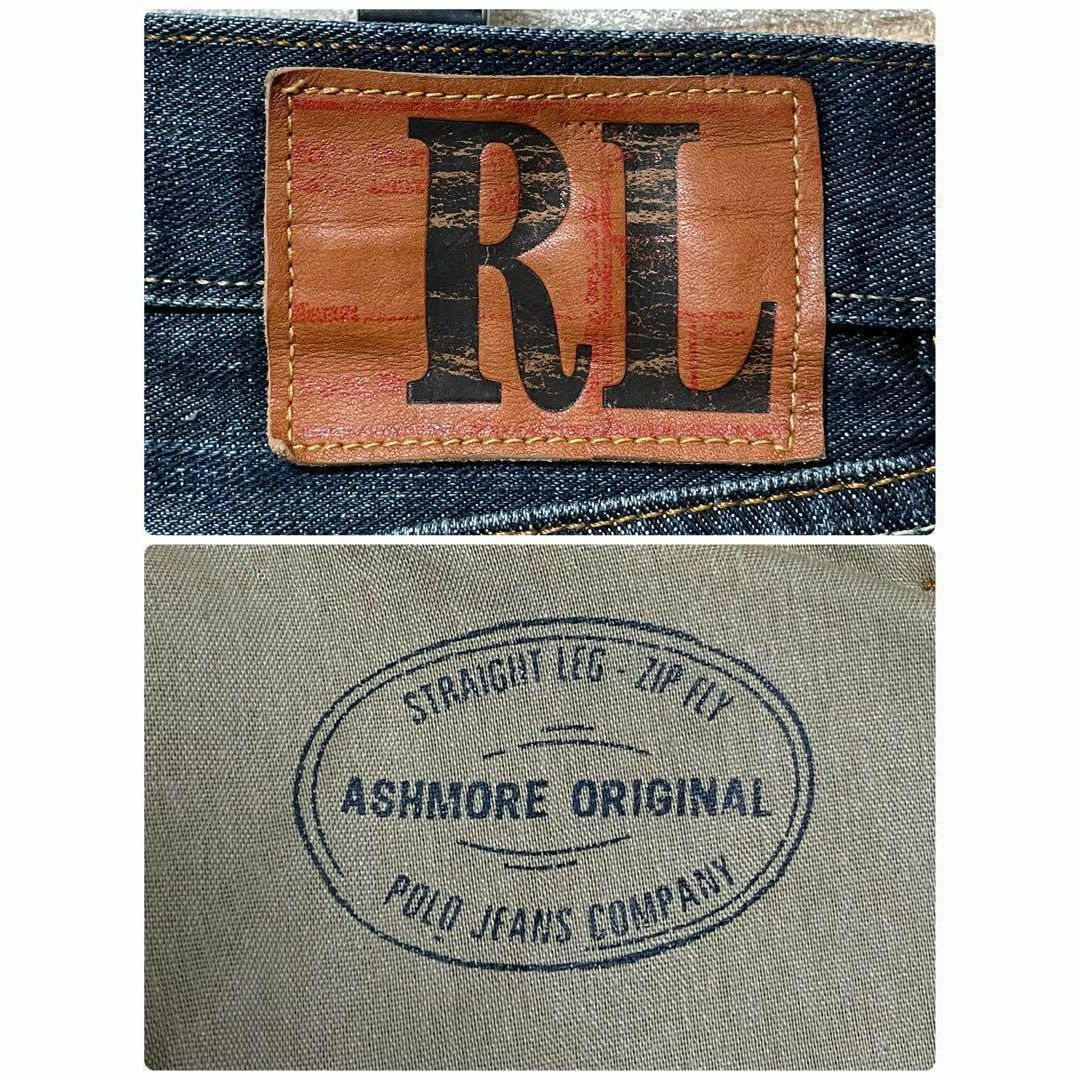 RL
STRAIGHT LEG - ZIP FLY
ASHMORE ORIGINAL
POLO JEANS COMPANY